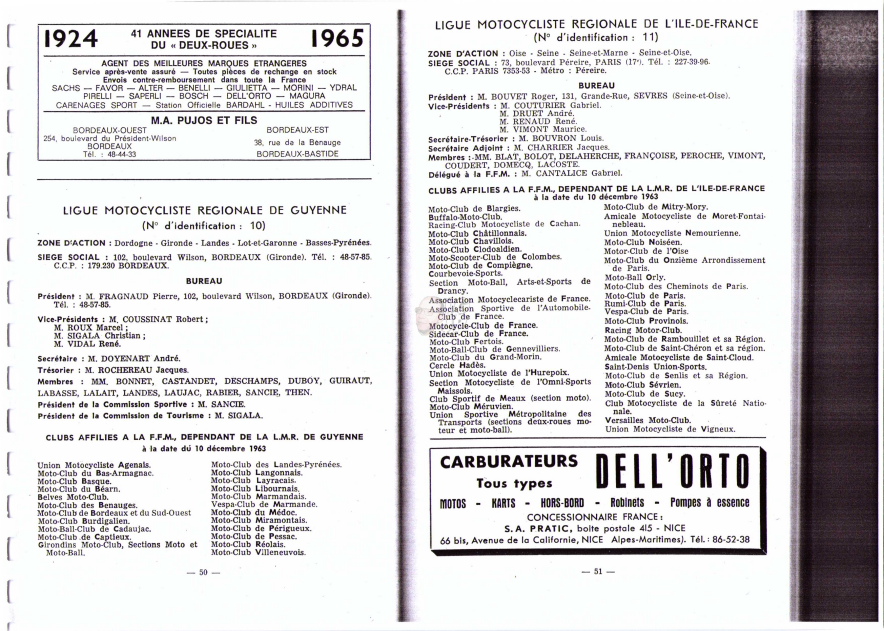 1924
41 ANNEES DE SPECIALITE
DU « DEUX-ROUES »
1965
AGENT DES MEILLEURES MARQUES ETRANGERES
Service après-vente assuré — Toutes pièces de rechange en stock
Envois contre-remboursement dans toute la France
SACHS — FAVOR — ALTER — BENELLI — GIULIETTA — MORINI — YDRAL
PIRELLI — SAPERLI — BOSCH — DELL'ORTO — MAGURA
CARENAGES SPORT — Station Officielle BARDAHL - HUILES ADDITIVES
M.A. PUJOS ET FILS
BORDEAUX-OUEST
254, boulevard du Président-Wilson
BORDEAUX
Tél. : 48-44-33
BORDEAUX-EST
38, rue de la Benauge
BORDEAUX-BASTIDE
LIGUE MOTOCYCLISTE REGIONALE DE GUYENNE
(N° d'identification : 10)
ZONE D'ACTION : Dordogne - Gironde - Landes - Lot-et-Garonne - Basses-Pyrénées.
SIEGE SOCIAL : 102, boulevard Wilson, BORDEAUX (Gironde). Tél. : 48-57-85.
C.C.P. : 179.230 BORDEAUX.
BUREAU
Président : M. FRAGNAUD Pierre, 102, boulevard Wilson, BORDEAUX (Gironde).
Tél. : 48-57-85.
Vice-Présidents : M. COUSSINAT Robert ;
M. ROUX Marcel ;
M. SIGALA Christian ;
M. VIDAL René.
Secrétaire : M. DOYENART André.
Trésorier : M. ROCHEREAU Jacques.
Membres : MM. BONNET, CASTANDET, DESCHAMPS, DUBOY, GUIRAUT,
LABASSE, LALAIT, LANDES, LAUJAC, RABIER, SANCIE, THEN.
Président de la Commission Sportive : M. SANCIE.
Président de la Commission de Tourisme : M. SIGALA.
CLUBS AFFILIES A LA F.F.M., DEPENDANT DE LA L.M.R. DE GUYENNE
à la date du 10 décembre 1963
Union Motocycliste Agenais.
Moto-Club du Bas-Armagnac.
Moto-Club Basque.
Moto-Club du Béarn.
Belves Moto-Club.
Moto-Club des Benauges.
Moto-Club de Bordeaux et du Sud-Ouest
Moto-Club Burdigalien.
Moto-Ball-Club de Cadaujac.
Moto-Club de Captieux.
Girondins Moto-Club, Sections Moto et
Moto-Ball.
Moto-Club des Landes-Pyrénées.
Moto-Club Langonnais.
Moto-Club Layracais.
Moto-Club Libournais.
Moto-Club Marmandais.
Vespa-Club de Marmande.
Moto-Club du Médoc.
Moto-Club Miramontais.
Moto-Club de Périgueux.
Moto-Club de Pessac.
Moto-Club Réolais.
Moto-Club Villeneuvois.
— 50 —
LIGUE MOTOCYCLISTE REGIONALE DE L'ILE-DE-FRANCE
(N° d'identification : 11)
ZONE D'ACTION : Oise - Seine - Seine-et-Marne - Seine-et-Oise,
SIEGE SOCIAL : 73, boulevard Péreire, PARIS (17e). Tél. : 227-39-96.
C.C.P. PARIS 7353-53 - Métro : Péreire.
BUREAU
Président : M. BOUVET Roger, 131, Grande-Rue, SEVRES (Seine-et-Oise).
Vice-Présidents : M. COUTURIER Gabriel.
M. DRUET André.
M. RENAUD René.
M. VIMONT Maurice.
Secrétaire-Trésorier : M. BOUVRON Louis.
Secrétaire Adjoint : M. CHARRIER Jacques.
Membres : MM. BLAT, BOLOT, DELAHERCHE, FRANÇOISE, PEROCHE, VIMONT,
COUDERT, DOMECQ, LACOSTE.
Délégué à la F.F.M. : M. CANTALICE Gabriel.
CLUBS AFFILIES A LA F.F.M., DEPENDANT DE LA L.M.R. DE L'ILE-DE-FRANCE
à la date du 10 décembre 1963
Moto-Club de Blargies.
Buffalo-Moto-Club.
Racing-Club Motocycliste de Cachan.
Moto-Club Châtillonnais.
Moto-Club Chavillois.
Moto-Club Clodoaldien.
Moto-Scooter-Club de Colombes.
Moto-Club de Compiègne.
Courbevoie-Sports.
Section Moto-Ball, Arts-et-Sports de
Drancy.
Association Motocyclecariste de France.
Association Sportive de l'Automobile-
Club de France.
Motocycle-Club de France.
Sidecar-Club de France.
Moto-Club Fertois.
Moto-Ball-Club de Gennevilliers.
Moto-Club du Grand-Morin.
Cercle Hadès.
Union Motocycliste de l'Hurepoix.
Section Motocycliste de l'Omni-Sports
Maissois.
Club Sportif de Meaux (section moto).
Moto-Club Méruvien.
Union Sportive Métropolitaine des
Transports (sections deux-roues mo-
teur et moto-ball).
Moto-Club de Mitry-Mory.
Amicale Motocycliste de Moret-Fontai-
nebleau.
Union Motocycliste Nemourienne.
Moto-Club Noiséen.
Motor-Club de l'Oise
Moto-Club du Onzième Arrondissement
de Paris.
Moto-Ball Orly.
Moto-Club des Cheminots de Paris.
Moto-Club de Paris.
Rumi-Club de Paris.
Vespa-Club de Paris.
Moto-Club Provinois.
Racing Motor-Club.
Moto-Club de Rambouillet et sa Région.
Moto-Club de Saint-Chéron et sa région.
Amicale Motocycliste de Saint-Cloud.
Saint-Denis Union-Sports.
Moto-Club de Senlis et sa Région.
Moto-Club Sévrien.
Moto-Club de Sucy.
Club Motocycliste de la Sûreté Natio-
nale.
Versailles Moto-Club.
Union Motocycliste de Vigneux.
CARBURATEURS
Tous types
DELL'ORTO
MOTOS - KARTS - HORS-BORD - Robinets - Pompes à essence
CONCESSIONNAIRE FRANCE :
S.A. PRATIC, boite postale 415 - NICE
66 bis, Avenue de la Californie, NICE Alpes-Maritimes). Tél. : 86-52-38
— 51 —